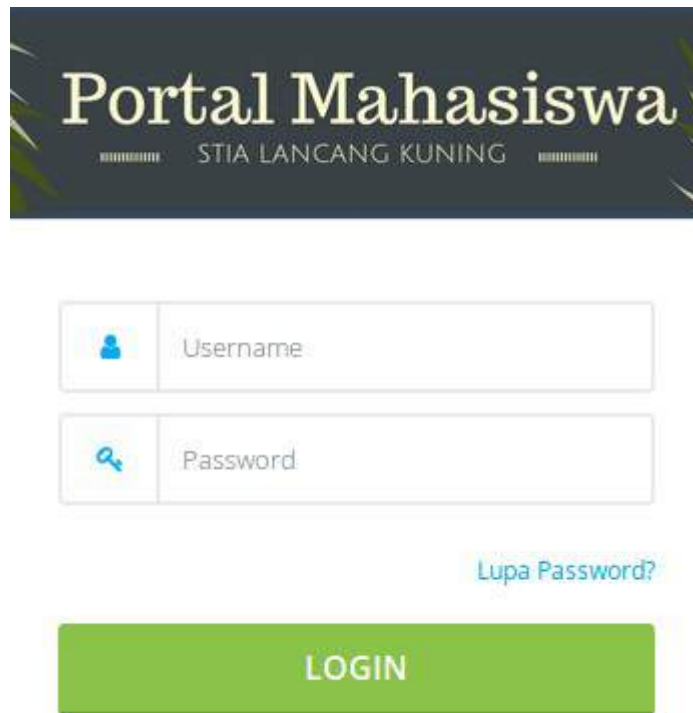 Portal Mahasiswa
STIA LANCANG KUNING
Username
Password
Lupa Password?
LOGIN